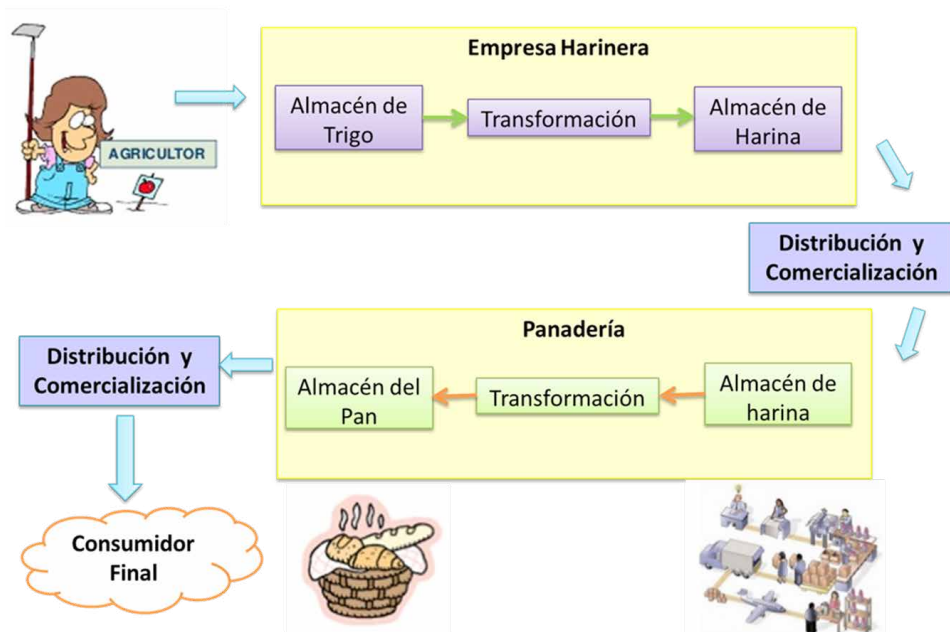 AGRICULTOR
Empresa Harinera
Almacén de
Trigo
Transformación
Almacén de
Harina
Distribución y
Comercialización
Panadería
Almacén de
harina
Transformación
Almacén del
Pan
Distribución y
Comercialización
Consumidor
Final